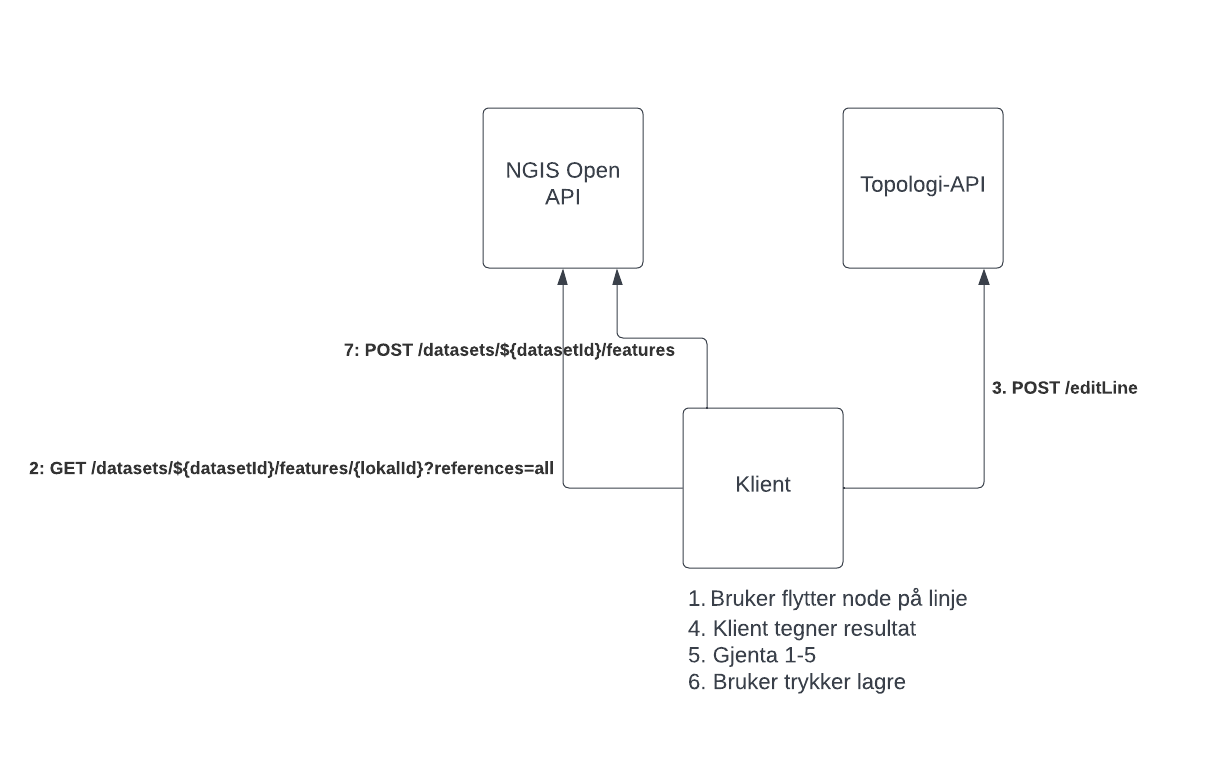 NGIS Open
API
Topologi-API
7: POST /datasets/${datasetId}/features
3. POST /editLine
2: GET /datasets/${datasetId}/features/{lokalId}?references=all
Klient
1. Bruker flytter node på linje
4. Klient tegner resultat
5. Gjenta 1-5
6. Bruker trykker lagre